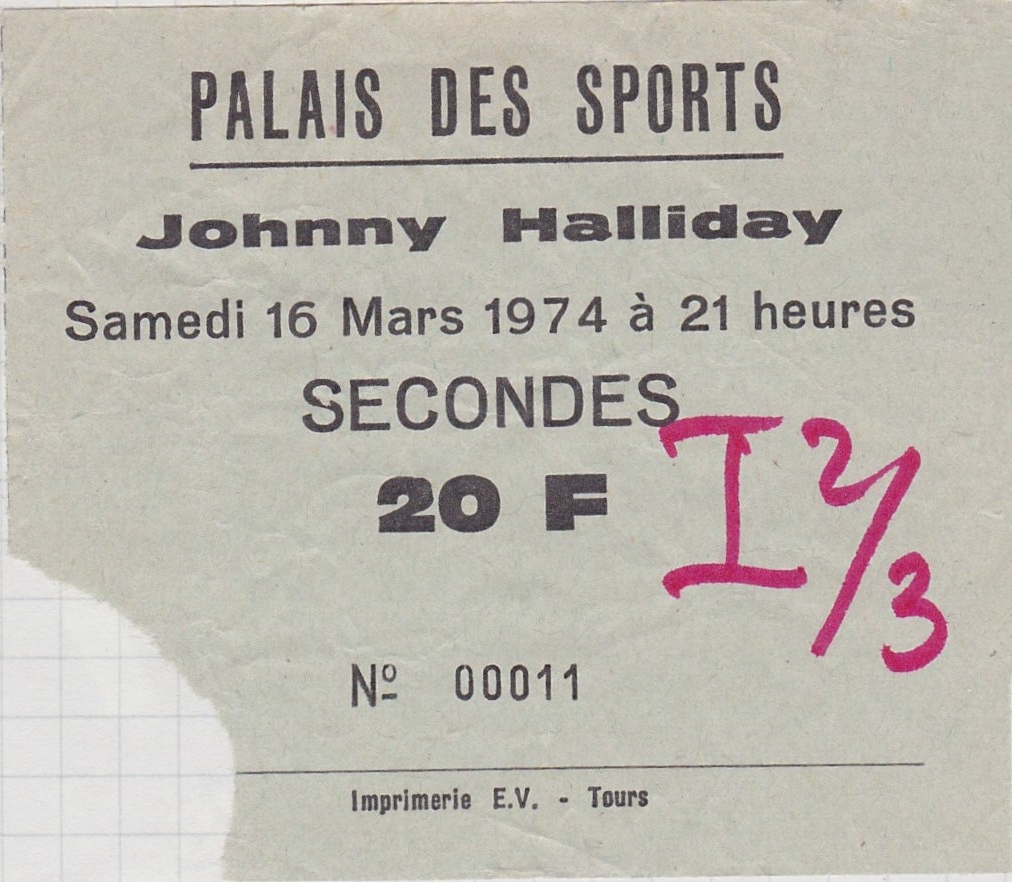 PALAIS DES SPORTS
Johnny Halliday
Samedi 16 Mars 1974 à 21 heures
SECONDES
20 F
I 2/3
Nº 00011
Imprimerie E.V. - Tours